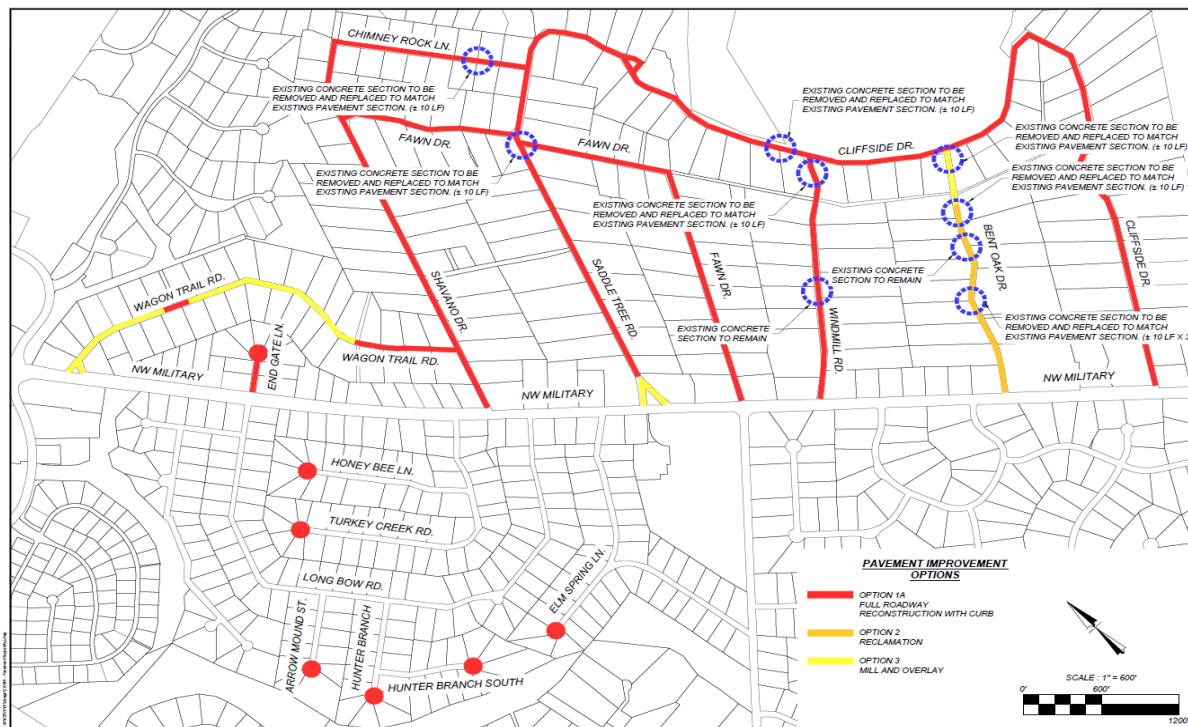 CHIMNEY ROCK LN.
EXISTING CONCRETE SECTION TO BE
REMOVED AND REPLACED TO MATCH
EXISTING PAVEMENT SECTION. (± 10 LF)
EXISTING CONCRETE SECTION TO BE
REMOVED AND REPLACED TO MATCH
EXISTING PAVEMENT SECTION. (± 10 LF)
FAWN DR.
FAWN DR.
CLIFFSIDE DR.
EXISTING CONCRETE SECTION TO BE
REMOVED AND REPLACED TO MATCH
EXISTING PAVEMENT SECTION. (± 10 LF)
EXISTING CONCRETE SECTION TO BE
REMOVED AND REPLACED TO MATCH
EXISTING PAVEMENT SECTION. (± 10 LF)
EXISTING CONCRETE SECTION TO BE
REMOVED AND REPLACED TO MATCH
EXISTING PAVEMENT SECTION. (± 10 LF)
EXISTING CONCRETE SECTION TO BE
REMOVED AND REPLACED TO MATCH
EXISTING PAVEMENT SECTION. (± 10 LF)
BENT OAK DR.
CLIFFSIDE DR.
WAGON TRAIL RD.
SHAVANO DR.
SADDLE TREE RD.
FAWN DR.
EXISTING CONCRETE
SECTION TO REMAIN
EXISTING CONCRETE
SECTION TO REMAIN
WINDMILL RD.
EXISTING CONCRETE SECTION TO BE
REMOVED AND REPLACED TO MATCH
EXISTING PAVEMENT SECTION. (± 10 LF X 3
END GATE LN.
WAGON TRAIL RD.
NW MILITARY
NW MILITARY
NW MILITARY
HONEY BEE LN.
TURKEY CREEK RD.
LONG BOW RD.
ELM SPRING LN.
ARROW MOUND ST.
HUNTER BRANCH
HUNTER BRANCH SOUTH
PAVEMENT IMPROVEMENT
OPTIONS
OPTION 1A
FULL ROADWAY
RECONSTRUCTION WITH CURB
OPTION 2
RECLAMATION
OPTION 3
MILL AND OVERLAY
SCALE : 1" = 600'
0' 600'
1200